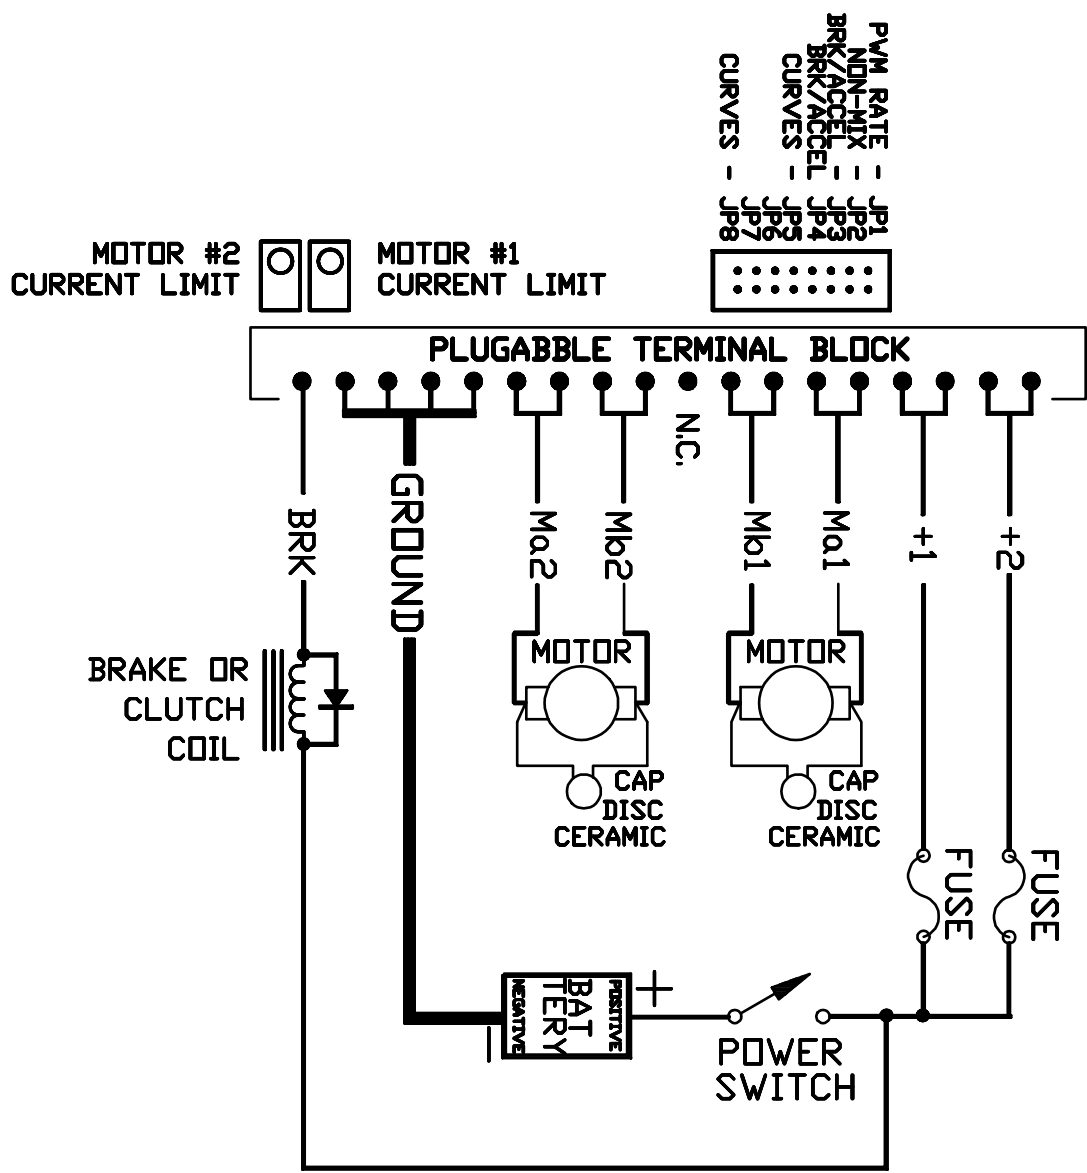 PWM RATE - JP1
NON-MIX - JP2
BRK/ACCEL - JP3
BRK/ACCEL JP4
CURVES - JP5
JP6
JP7
CURVES - JP8
MOTOR #2
CURRENT LIMIT
MOTOR #1
CURRENT LIMIT
PLUGABBLE TERMINAL BLOCK
BRK
GROUND
Ma2
Mb2
N.C.
Mb1
Ma1
+1
+2
BRAKE OR
CLUTCH
COIL
MOTOR
CAP
DISC
CERAMIC
MOTOR
CAP
DISC
CERAMIC
FUSE
FUSE
POSITIVE
BAT
TERY
NEGATIVE
+
-
POWER
SWITCH